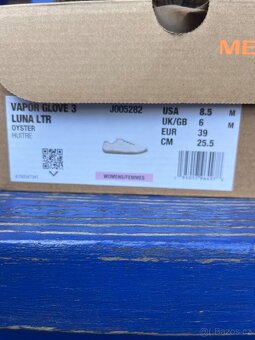 ME
VAPOR GLOVE 3 J005282
LUNA LTR
OYSTER
HUITRE
USA 8.5 M
UK/GB 6 M
EUR 39
CM 25.5
WOMENS/FEMMES
bazos.cz